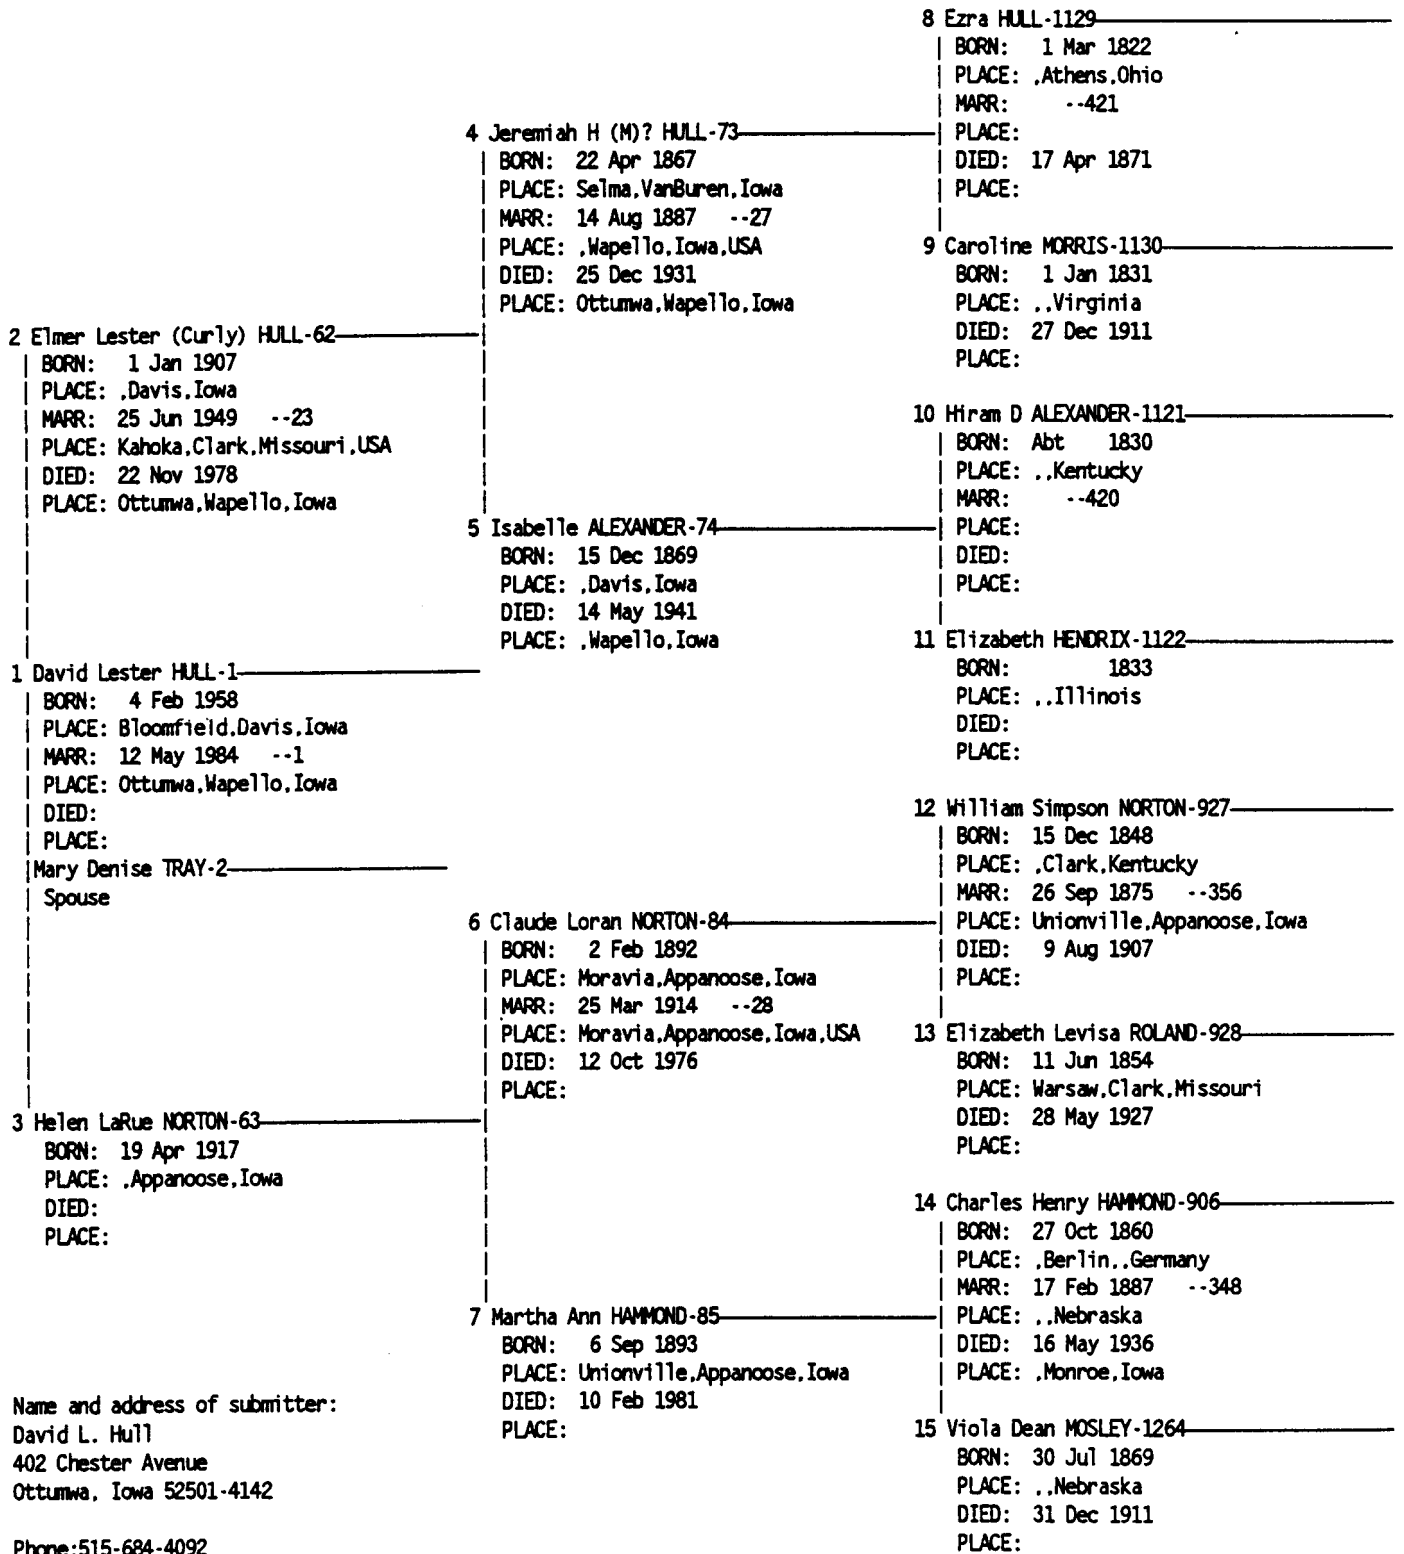 8 Ezra HULL-1129
BORN: 1 Mar 1822
PLACE: ,Athens,Ohio
MARR: --421
PLACE:
DIED: 17 Apr 1871
PLACE:
4 Jeremiah H (M)? HULL-73
BORN: 22 Apr 1867
PLACE: Selma,VanBuren,Iowa
MARR: 14 Aug 1887 --27
PLACE: ,Wapello,Iowa,USA
DIED: 25 Dec 1931
PLACE: Ottumwa,Wapello,Iowa
9 Caroline MORRIS-1130
BORN: 1 Jan 1831
PLACE: ,,Virginia
DIED: 27 Dec 1911
PLACE:
2 Elmer Lester (Curly) HULL-62
BORN: 1 Jan 1907
PLACE: ,Davis,Iowa
MARR: 25 Jun 1949 --23
PLACE: Kahoka,Clark,Missouri,USA
DIED: 22 Nov 1978
PLACE: Ottumwa,Wapello,Iowa
10 Hiram D ALEXANDER-1121
BORN: Abt 1830
PLACE: ,,Kentucky
MARR: --420
PLACE:
DIED:
PLACE:
5 Isabelle ALEXANDER-74
BORN: 15 Dec 1869
PLACE: ,Davis,Iowa
DIED: 14 May 1941
PLACE: ,Wapello,Iowa
11 Elizabeth HENDRIX-1122
BORN: 1833
PLACE: ,,Illinois
DIED:
PLACE:
1 David Lester HULL-1
BORN: 4 Feb 1958
PLACE: Bloomfield,Davis,Iowa
MARR: 12 May 1984 --1
PLACE: Ottumwa,Wapello,Iowa
DIED:
PLACE:
Mary Denise TRAY-2
Spouse
12 William Simpson NORTON-927
BORN: 15 Dec 1848
PLACE: ,Clark,Kentucky
MARR: 26 Sep 1875 --356
PLACE: Unionville,Appanoose,Iowa
DIED: 9 Aug 1907
PLACE:
6 Claude Loran NORTON-84
BORN: 2 Feb 1892
PLACE: Moravia,Appanoose,Iowa
MARR: 25 Mar 1914 --28
PLACE: Moravia,Appanoose,Iowa,USA
DIED: 12 Oct 1976
PLACE:
13 Elizabeth Levisa ROLAND-928
BORN: 11 Jun 1854
PLACE: Warsaw,Clark,Missouri
DIED: 28 May 1927
PLACE:
3 Helen LaRue NORTON-63
BORN: 19 Apr 1917
PLACE: ,Appanoose,Iowa
DIED:
PLACE:
14 Charles Henry HAMMOND-906
BORN: 27 Oct 1860
PLACE: ,Berlin,,Germany
MARR: 17 Feb 1887 --348
PLACE: ,,Nebraska
DIED: 16 May 1936
PLACE: ,Monroe,Iowa
7 Martha Ann HAMMOND-85
BORN: 6 Sep 1893
PLACE: Unionville,Appanoose,Iowa
DIED: 10 Feb 1981
PLACE:
15 Viola Dean MOSLEY-1264
BORN: 30 Jul 1869
PLACE: ,,Nebraska
DIED: 31 Dec 1911
PLACE:
Name and address of submitter:
David L. Hull
402 Chester Avenue
Ottumwa, Iowa 52501-4142
Phone:515-684-4092